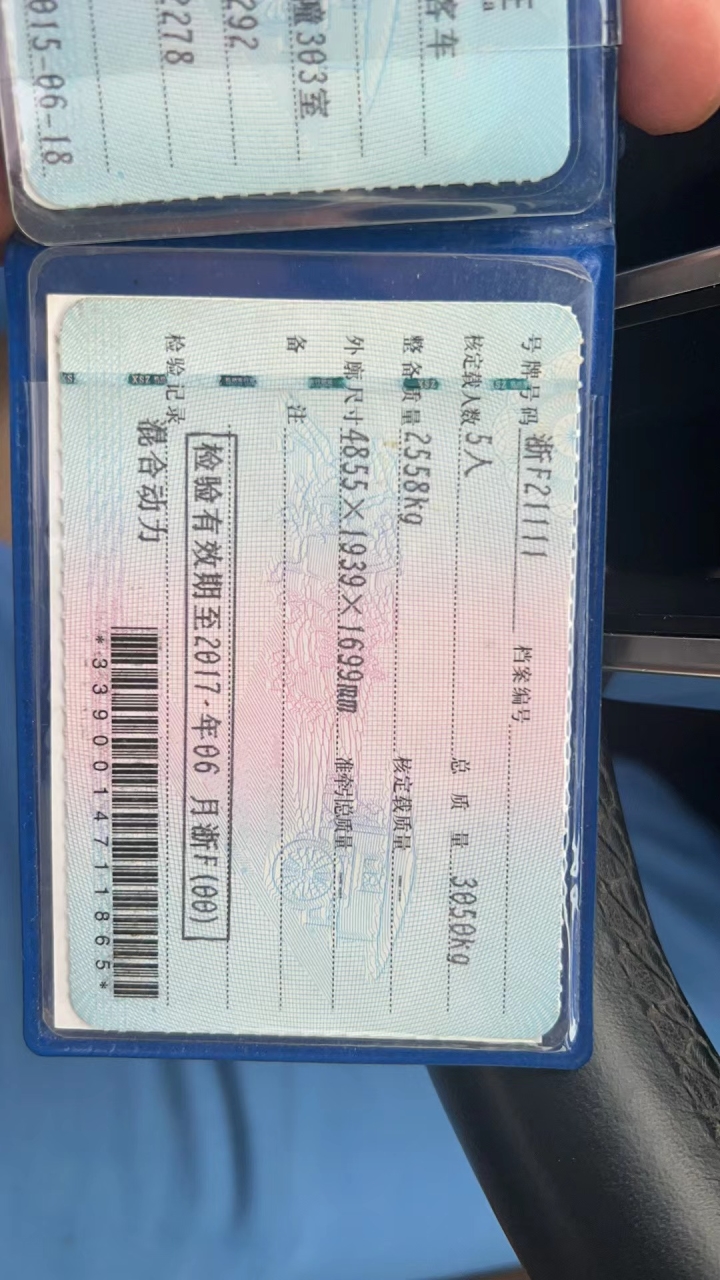 客车
303室
292
2278
015-06-18
号牌号码 浙F21111 档案编号
核定载人数 5人 总质量 3050kg
整备质量 2558kg 核定载质量 --
外廓尺寸 4855×1939×1699mm 准牵引总质量 --
备注
检验有效期至2017年06月浙F(00)
检验记录
混合动力
*3390014711865*